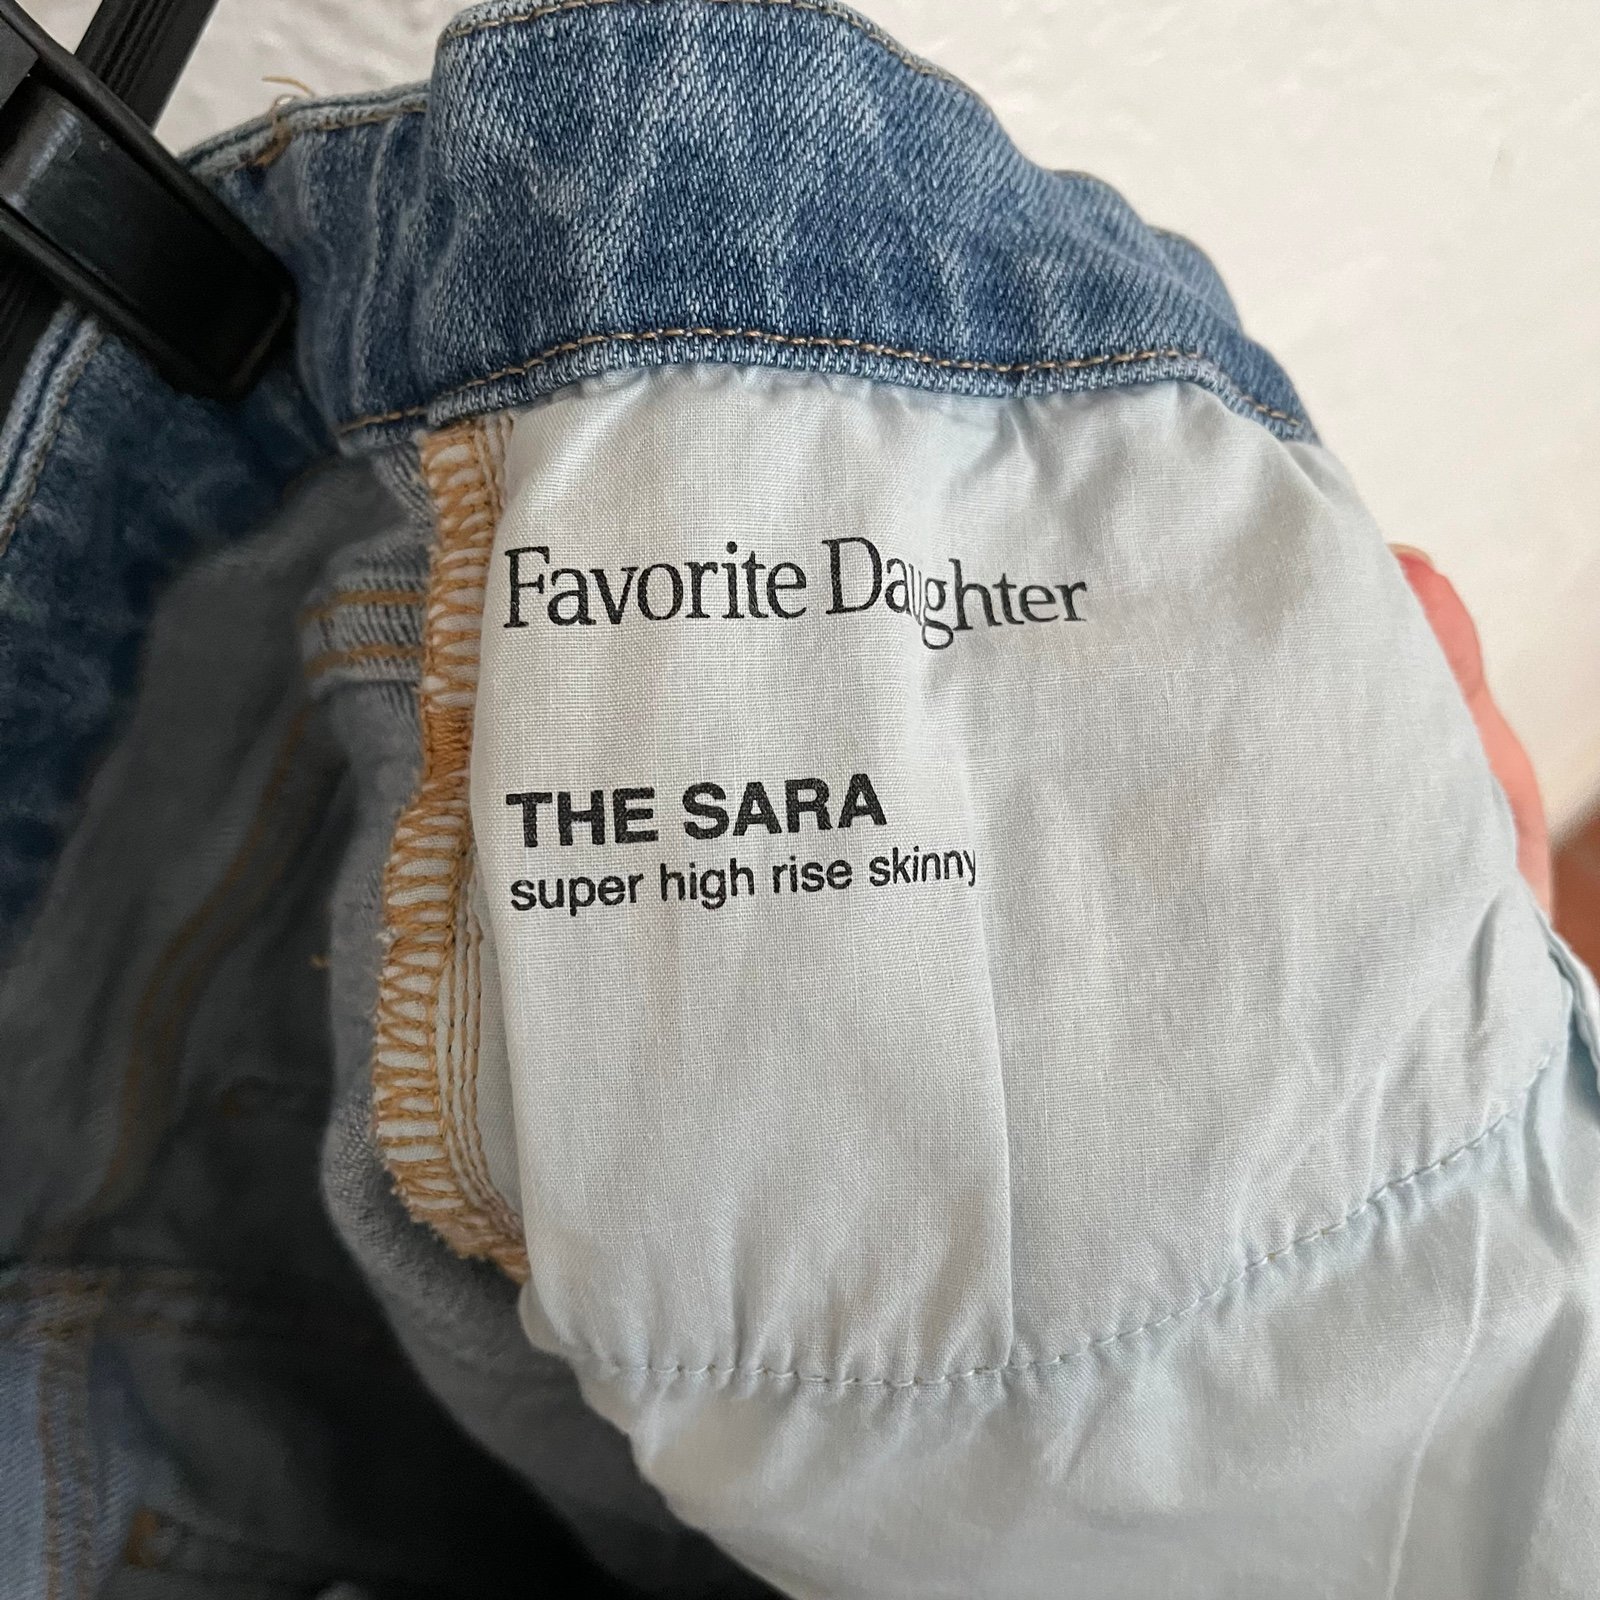 Favorite Daughter
THE SARA
super high rise skinny